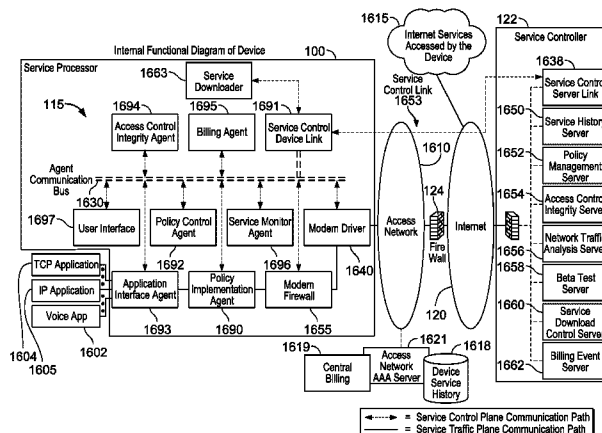 Internal Functional Diagram of Device
100
Service Processor
1663
Service
Downloader
115
1694
Access Control
Integrity Agent
1695
Billing Agent
1691
Service Control
Device Link
Agent
Communication
Bus
1630
User Interface
1697
Policy Control
Agent
1692
Service Monitor
Agent
1696
Modem Driver
1640
TCP Application
IP Application
Voice App
1604
1605
1602
Application
Interface Agent
1693
Policy
Implementation
Agent
1690
Modem
Firewall
1655
1615
Internet Services
Accessed by the
Device
Service
Control Link
1653
1610
Access
Network
124
Fire
Wall
Internet
120
1619
Central
Billing
1621
Access
Network
AAA Server
1618
Device
Service
History
122
Service Controller
1638
Service Control
Server Link
1650
Service History
Server
1652
Policy
Management
Server
1654
Access Control
Integrity Server
1656
Network Traffic
Analysis Server
1658
Beta Test
Server
1660
Service
Download
Control Server
1662
Billing Event
Server
= Service Control Plane Communication Path
= Service Traffic Plane Communication Path